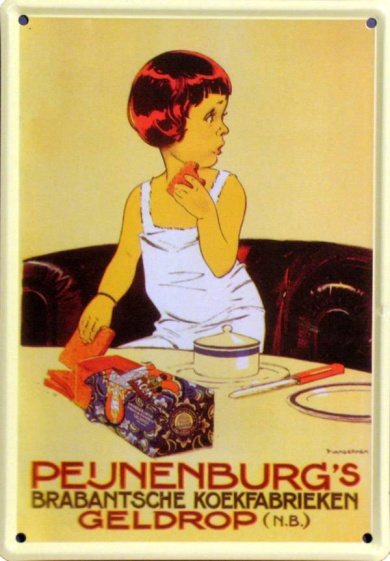 PEIJNENBURG'S
BRABANTSCHE KOEKFABRIEKEN
GELDROP (N.B.)